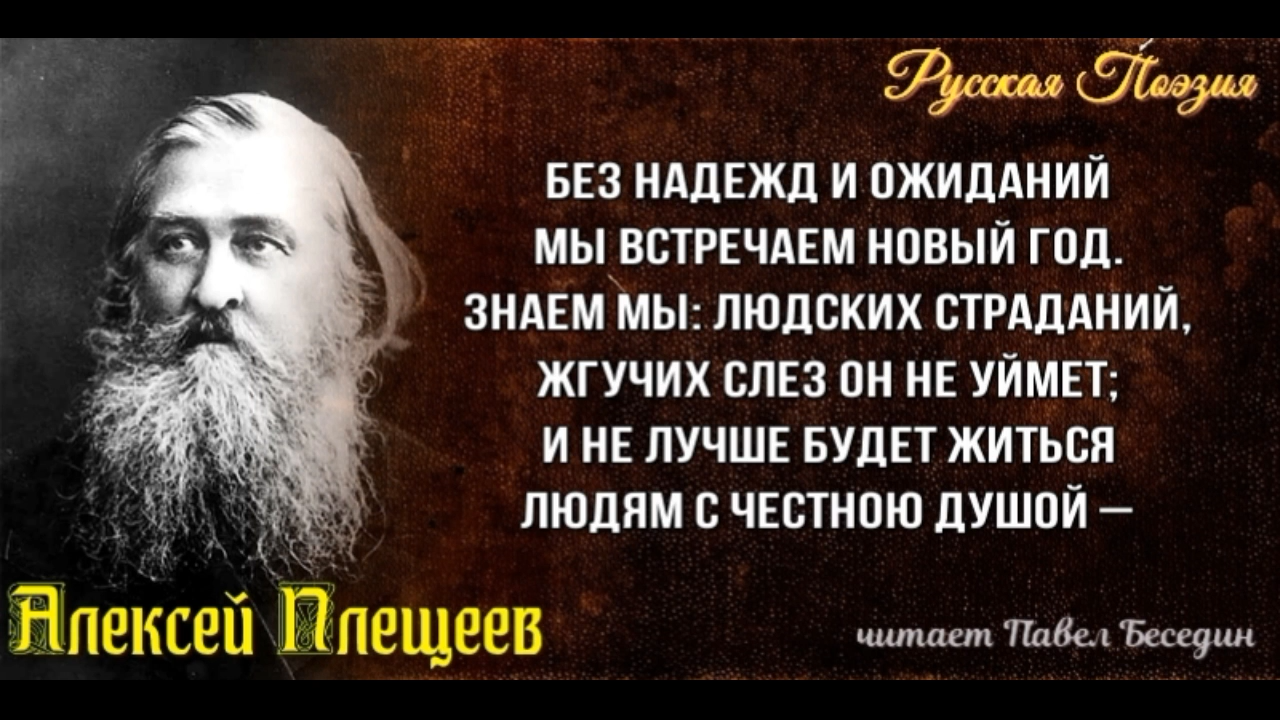 Русская Поэзия
БЕЗ НАДЕЖД И ОЖИДАНИЙ
МЫ ВСТРЕЧАЕМ НОВЫЙ ГОД.
ЗНАЕМ МЫ: ЛЮДСКИХ СТРАДАНИЙ,
ЖГУЧИХ СЛЕЗ ОН НЕ УЙМЕТ;
И НЕ ЛУЧШЕ БУДЕТ ЖИТЬСЯ
ЛЮДЯМ С ЧЕСТНОЮ ДУШОЙ —
Алексей Плещеев
читает Павел Беседин